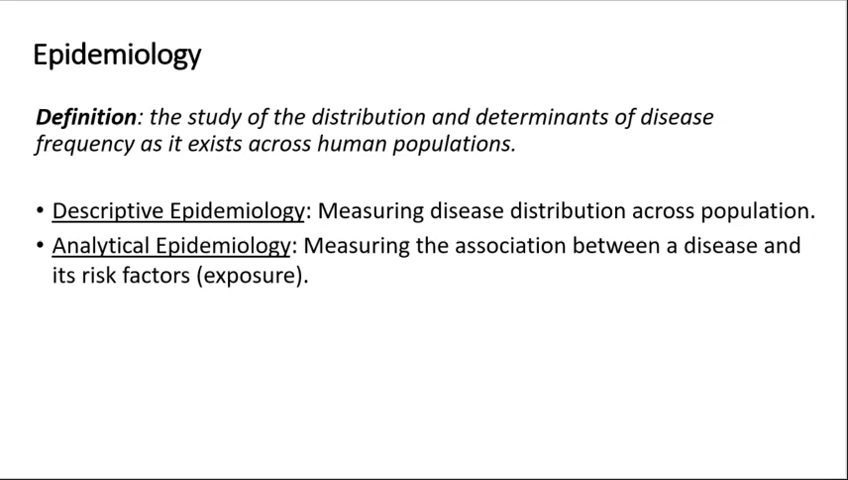 Epidemiology
Definition: the study of the distribution and determinants of disease
frequency as it exists across human populations.
• Descriptive Epidemiology: Measuring disease distribution across population.
• Analytical Epidemiology: Measuring the association between a disease and
its risk factors (exposure).